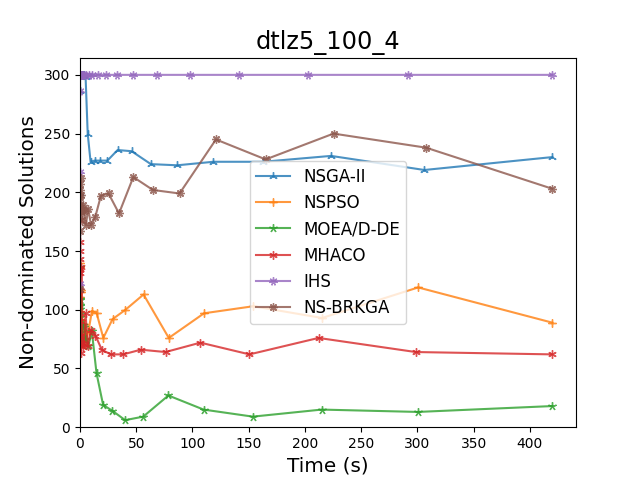 dtlz5_100_4
Non-dominated Solutions
300
250
200
150
100
50
0
NSGA-II
NSPSO
MOEA/D-DE
MHACO
IHS
NS-BRKGA
0 50 100 150 200 250 300 350 400
Time (s)